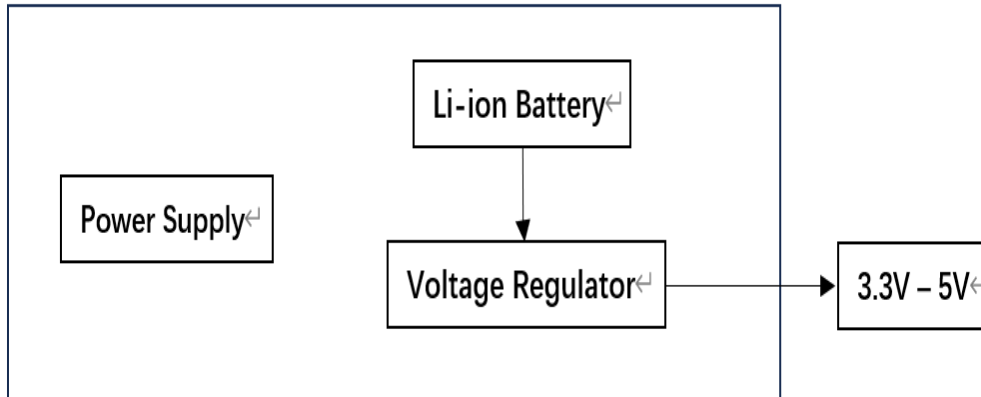 Li-ion Battery
Power Supply
Voltage Regulator
3.3V – 5V